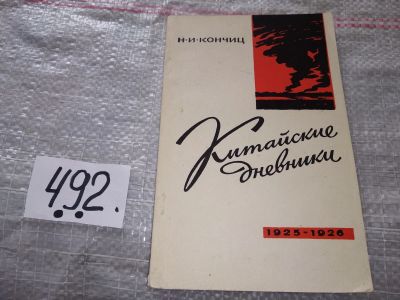 Н·И·КОНЧИЦ
Китайские
дневники
1925-1926
492.